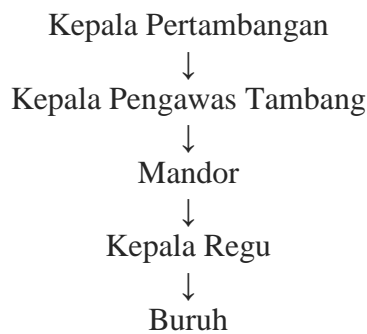 Kepala Pertambangan
↓
Kepala Pengawas Tambang
↓
Mandor
↓
Kepala Regu
↓
Buruh